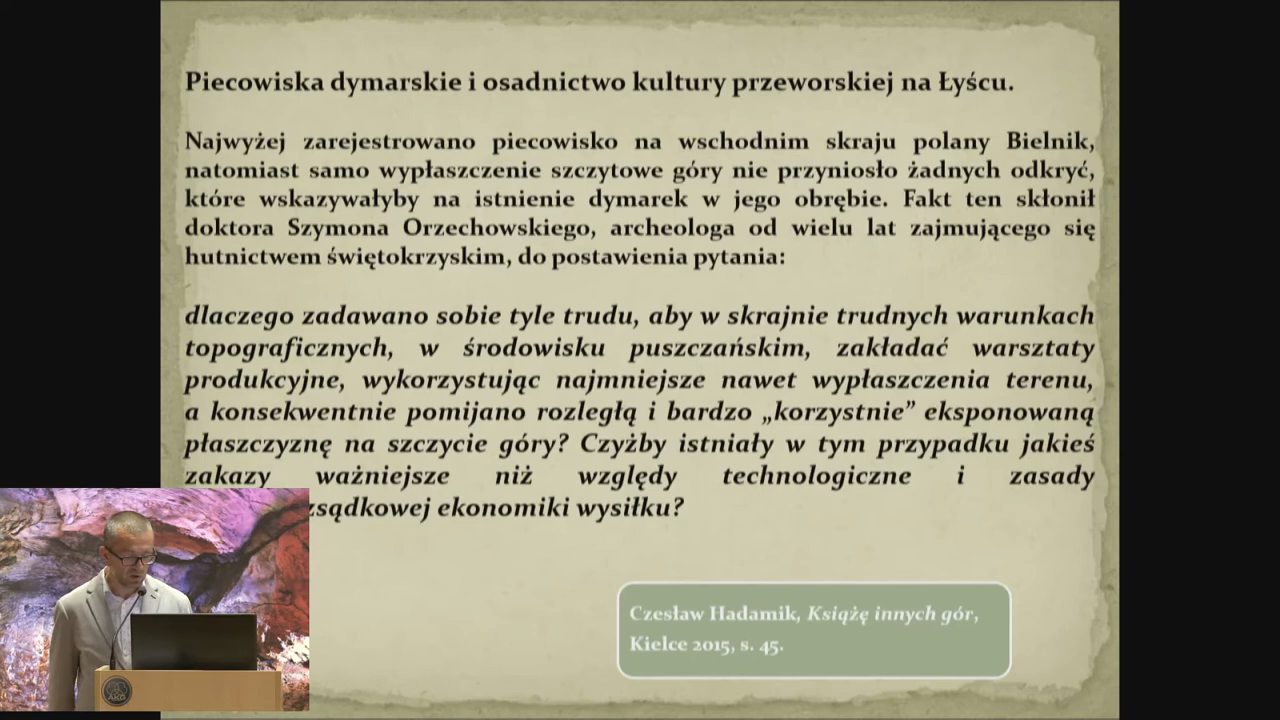 Piecowiska dymarskie i osadnictwo kultury przeworskiej na Łyścu.
Najwyżej zarejestrowano piecowisko na wschodnim skraju polany Bielnik,
natomiast samo wypłaszczenie szczytowe góry nie przyniosło żadnych odkryć,
które wskazywałyby na istnienie dymarek w jego obrębie. Fakt ten skłonił
doktora Szymona Orzechowskiego, archeologa od wielu lat zajmującego się
hutnictwem świętokrzyskim, do postawienia pytania:
dlaczego zadawano sobie tyle trudu, aby w skrajnie trudnych warunkach
topograficznych, w środowisku puszczańskim, zakładać warsztaty
produkcyjne, wykorzystując najmniejsze nawet wypłaszczenia terenu,
a konsekwentnie pomijano rozległą i bardzo „korzystnie” eksponowaną
płaszczyznę na szczycie góry? Czyżby istniały w tym przypadku jakieś
zakazy ważniejsze niż względy technologiczne i zasady
zsądkowej ekonomiki wysiłku?
Czesław Hadamik, Książę innych gór,
Kielce 2015, s. 45.